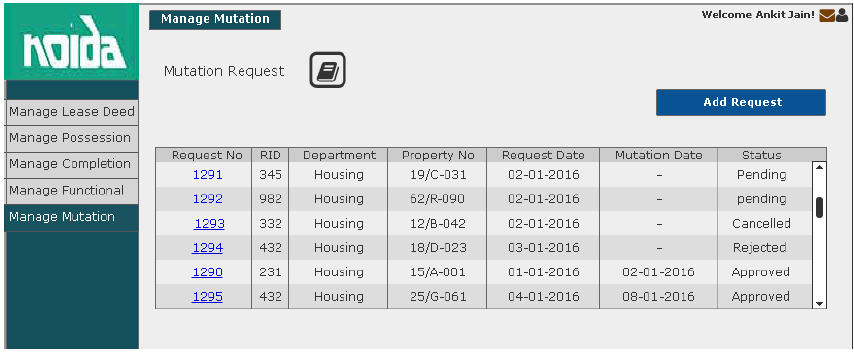 noida
Manage Mutation
Welcome Ankit Jain!
Mutation Request
Add Request
Manage Lease Deed
Manage Possession
Manage Completion
Manage Functional
Manage Mutation
Request No RID Department Property No Request Date Mutation Date Status
1291 345 Housing 19/C-031 02-01-2016 - Pending
1292 982 Housing 62/R-090 02-01-2016 - pending
1293 332 Housing 12/B-042 02-01-2016 - Cancelled
1294 432 Housing 18/D-023 03-01-2016 - Rejected
1290 231 Housing 15/A-001 01-01-2016 02-01-2016 Approved
1295 432 Housing 25/G-061 04-01-2016 08-01-2016 Approved